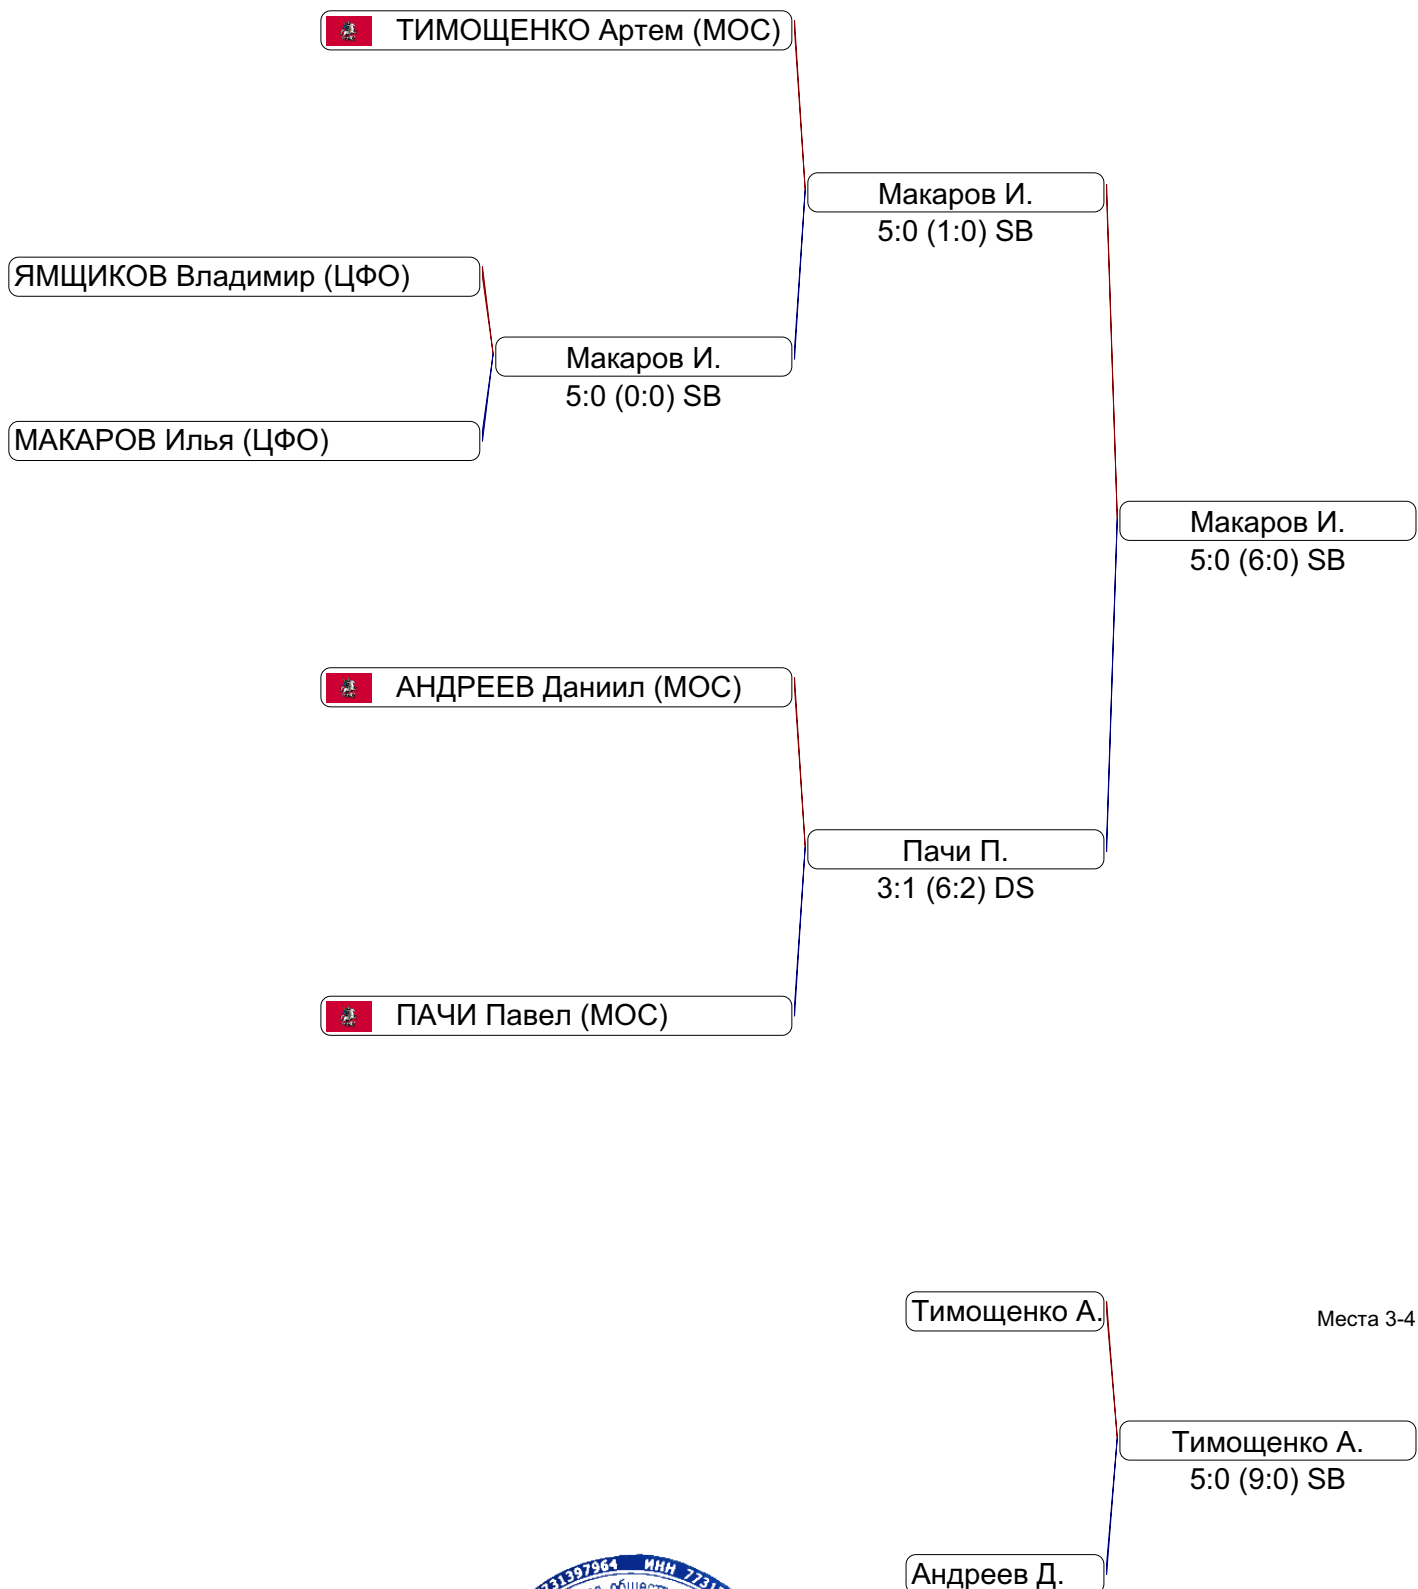 ТИМОЩЕНКО Артем (МОС)
Макаров И.
5:0 (1:0) SB
ЯМЩИКОВ Владимир (ЦФО)
Макаров И.
5:0 (0:0) SB
МАКАРОВ Илья (ЦФО)
Макаров И.
5:0 (6:0) SB
АНДРЕЕВ Даниил (МОС)
Пачи П.
3:1 (6:2) DS
ПАЧИ Павел (МОС)
Тимощенко А.
Места 3-4
Тимощенко А.
5:0 (9:0) SB
Андреев Д.
ИНН